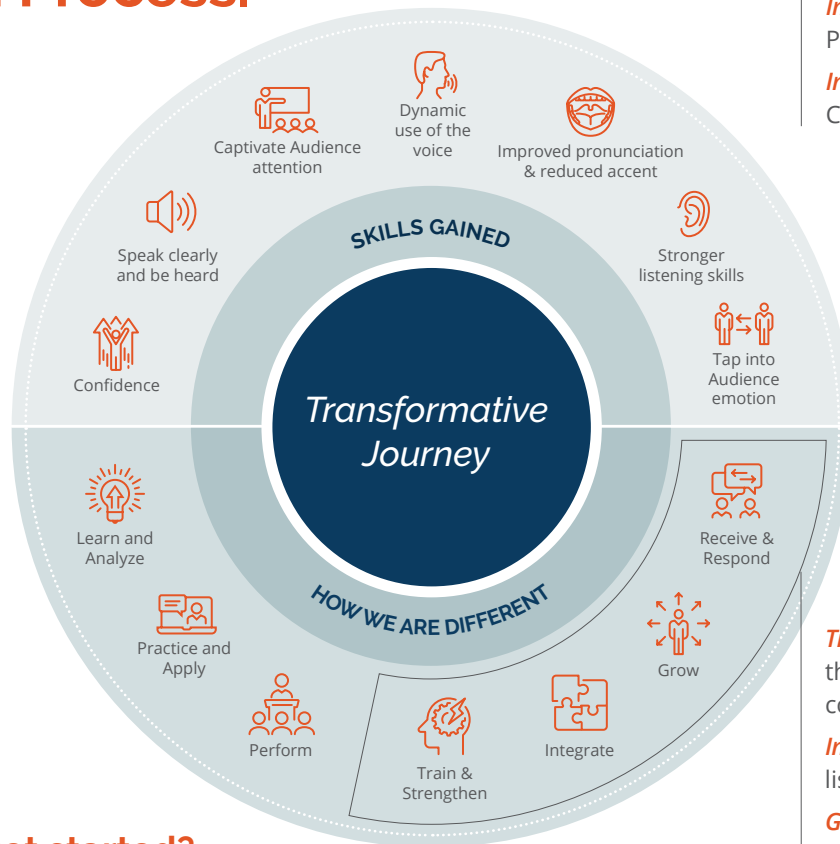 Dynamic
use of the
voice
Captivate Audience
attention
Improved pronunciation
& reduced accent
Speak clearly
and be heard
SKILLS GAINED
Stronger
listening skills
Confidence
Tap into
Audience
emotion
Transformative
Journey
Learn and
Analyze
Receive &
Respond
HOW WE ARE DIFFERENT
Practice and
Apply
Grow
Perform
Integrate
Train &
Strengthen
started?